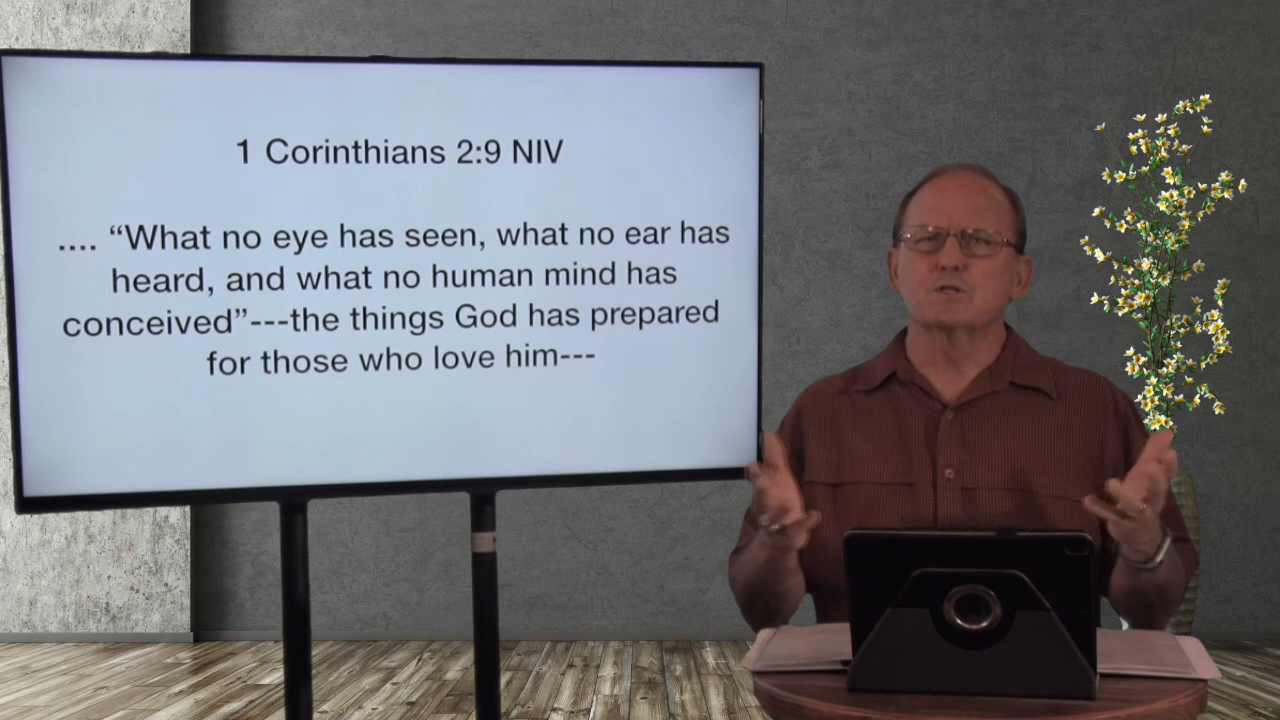 1 Corinthians 2:9 NIV
.... “What no eye has seen, what no ear has
heard, and what no human mind has
conceived”---the things God has prepared
for those who love him---